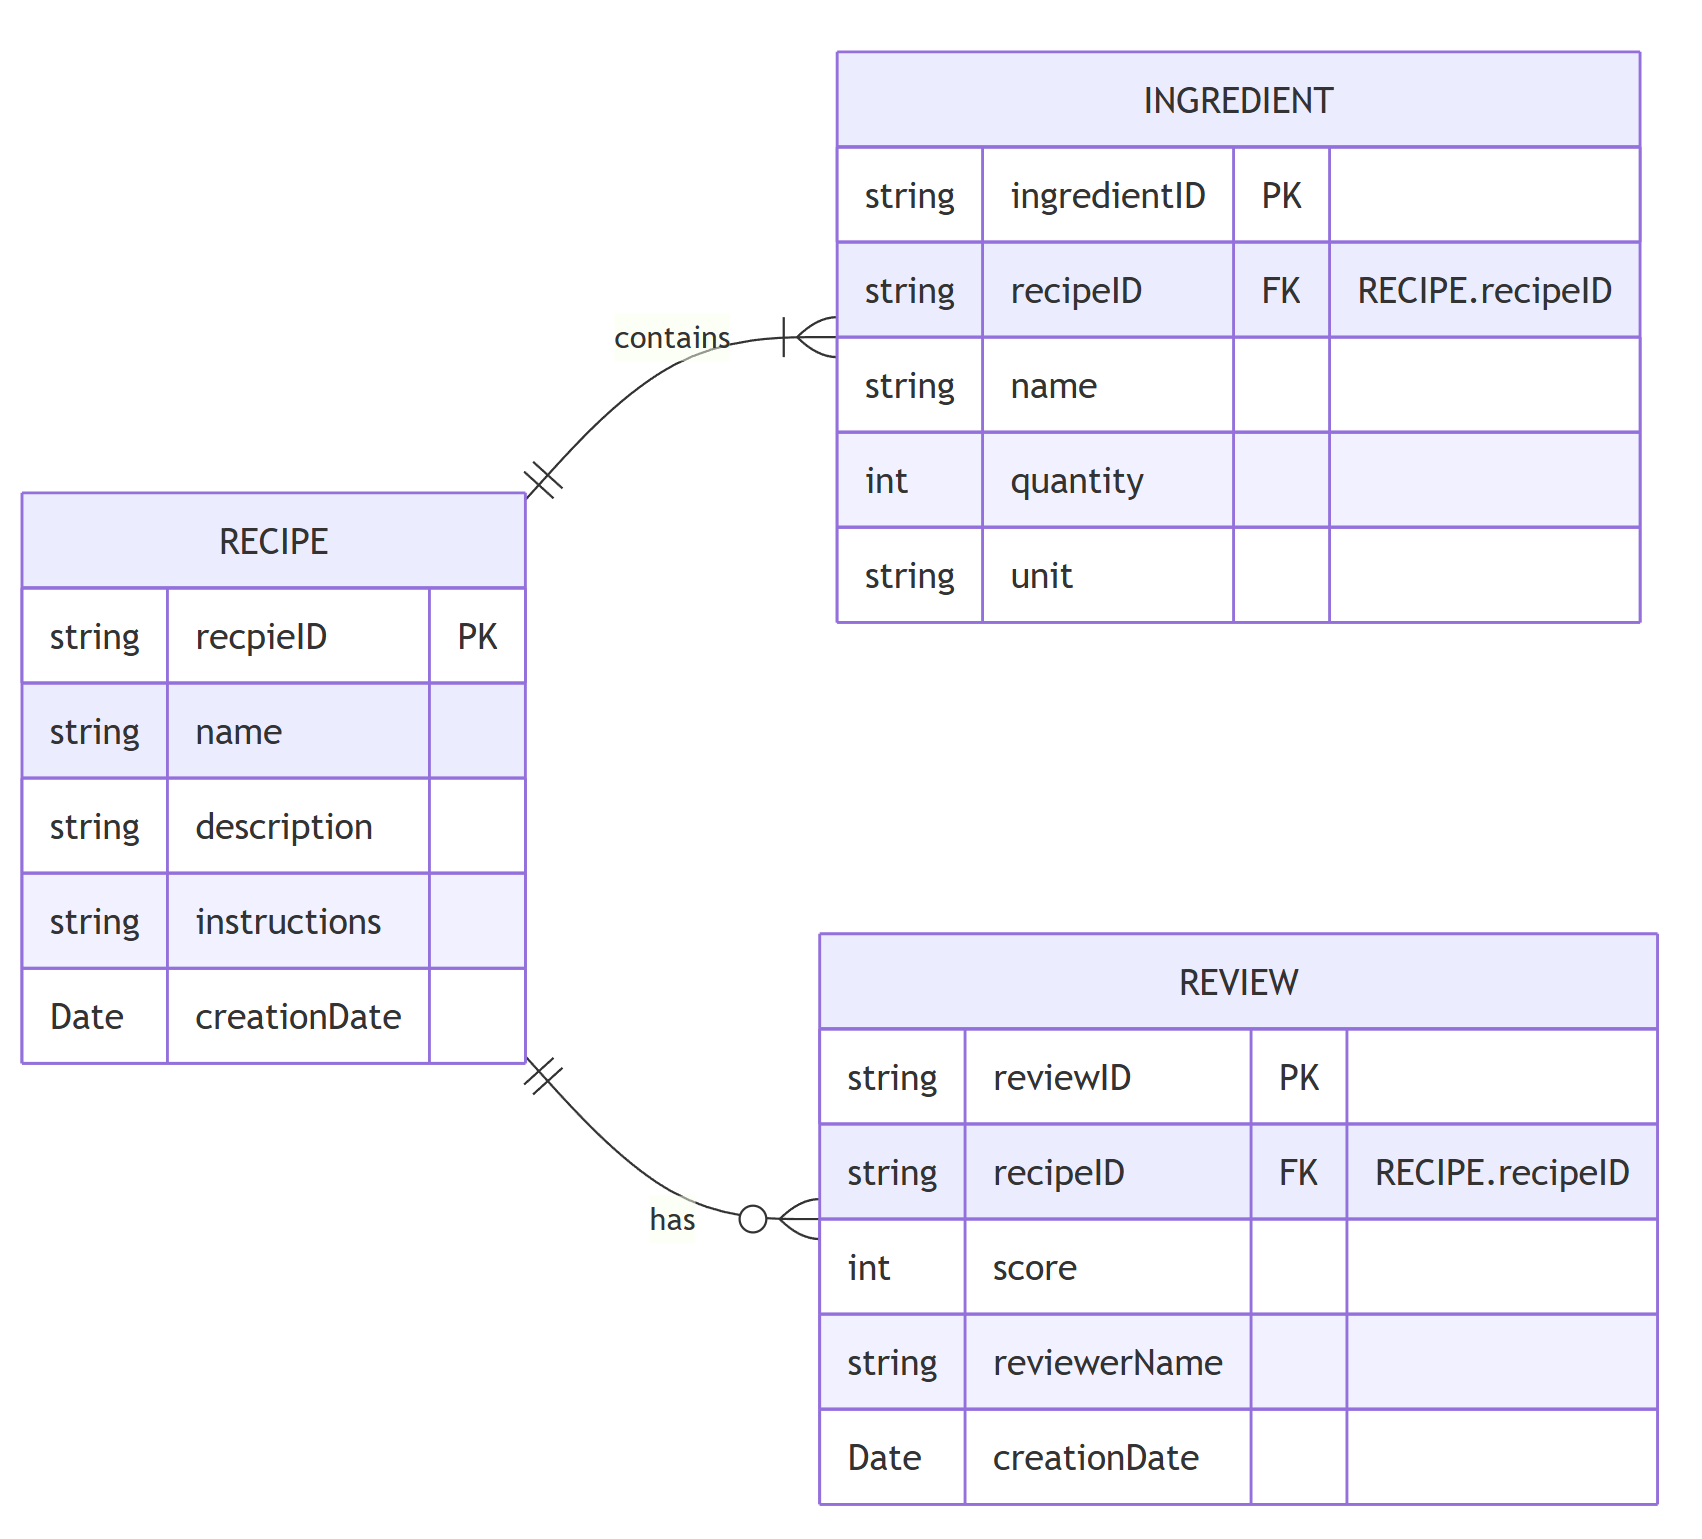 INGREDIENT
string ingredientID PK
string recipeID FK RECIPE.recipeID
string name
int quantity
string unit
contains
RECIPE
string recpieID PK
string name
string description
string instructions
Date creationDate
has
REVIEW
string reviewID PK
string recipeID FK RECIPE.recipeID
int score
string reviewerName
Date creationDate